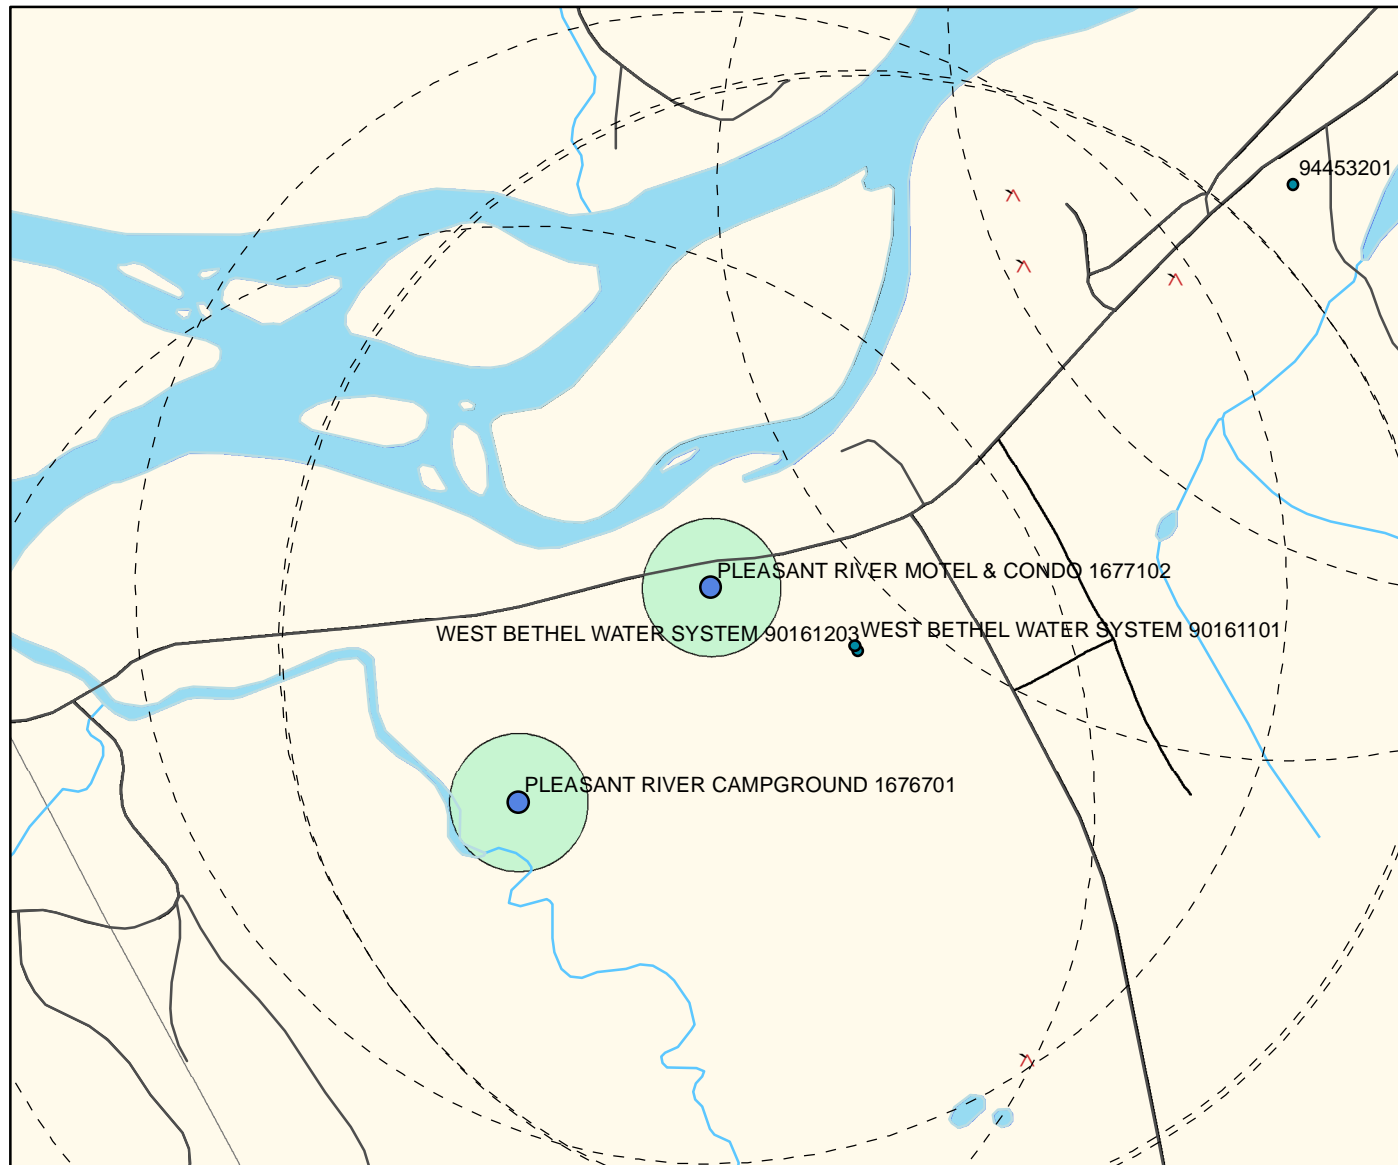 94453201
PLEASANT RIVER MOTEL & CONDO 1677102
WEST BETHEL WATER SYSTEM 90161203
WEST BETHEL WATER SYSTEM 90161101
PLEASANT RIVER CAMPGROUND 1676701